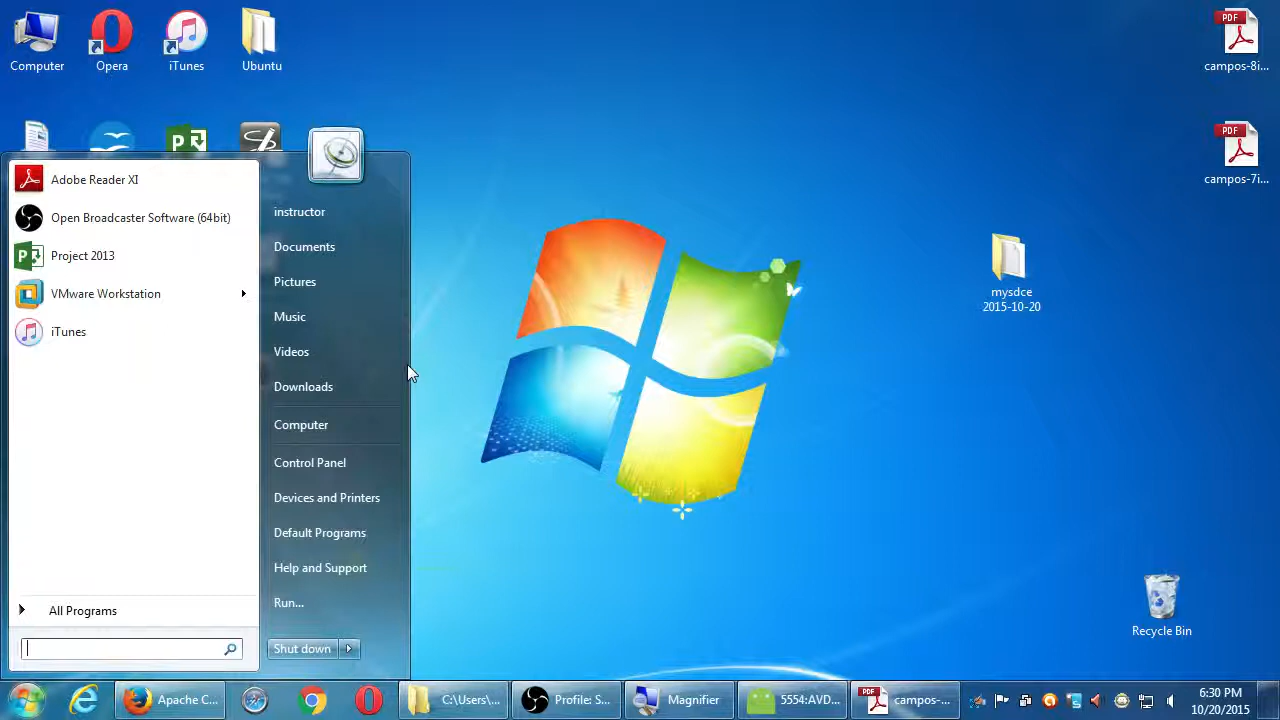 Computer
Opera
iTunes
Ubuntu
PDF
campos-8i...
PDF
campos-7i...
mysdce
2015-10-20
Recycle Bin
Adobe Reader XI
Open Broadcaster Software (64bit)
Project 2013
VMware Workstation
iTunes
All Programs
instructor
Documents
Pictures
Music
Videos
Downloads
Computer
Control Panel
Devices and Printers
Default Programs
Help and Support
Run...
Shut down
Apache C...
C:\Users\...
Profile: S...
Magnifier
5554:AVD...
PDF
campos-...
6:30 PM
10/20/2015